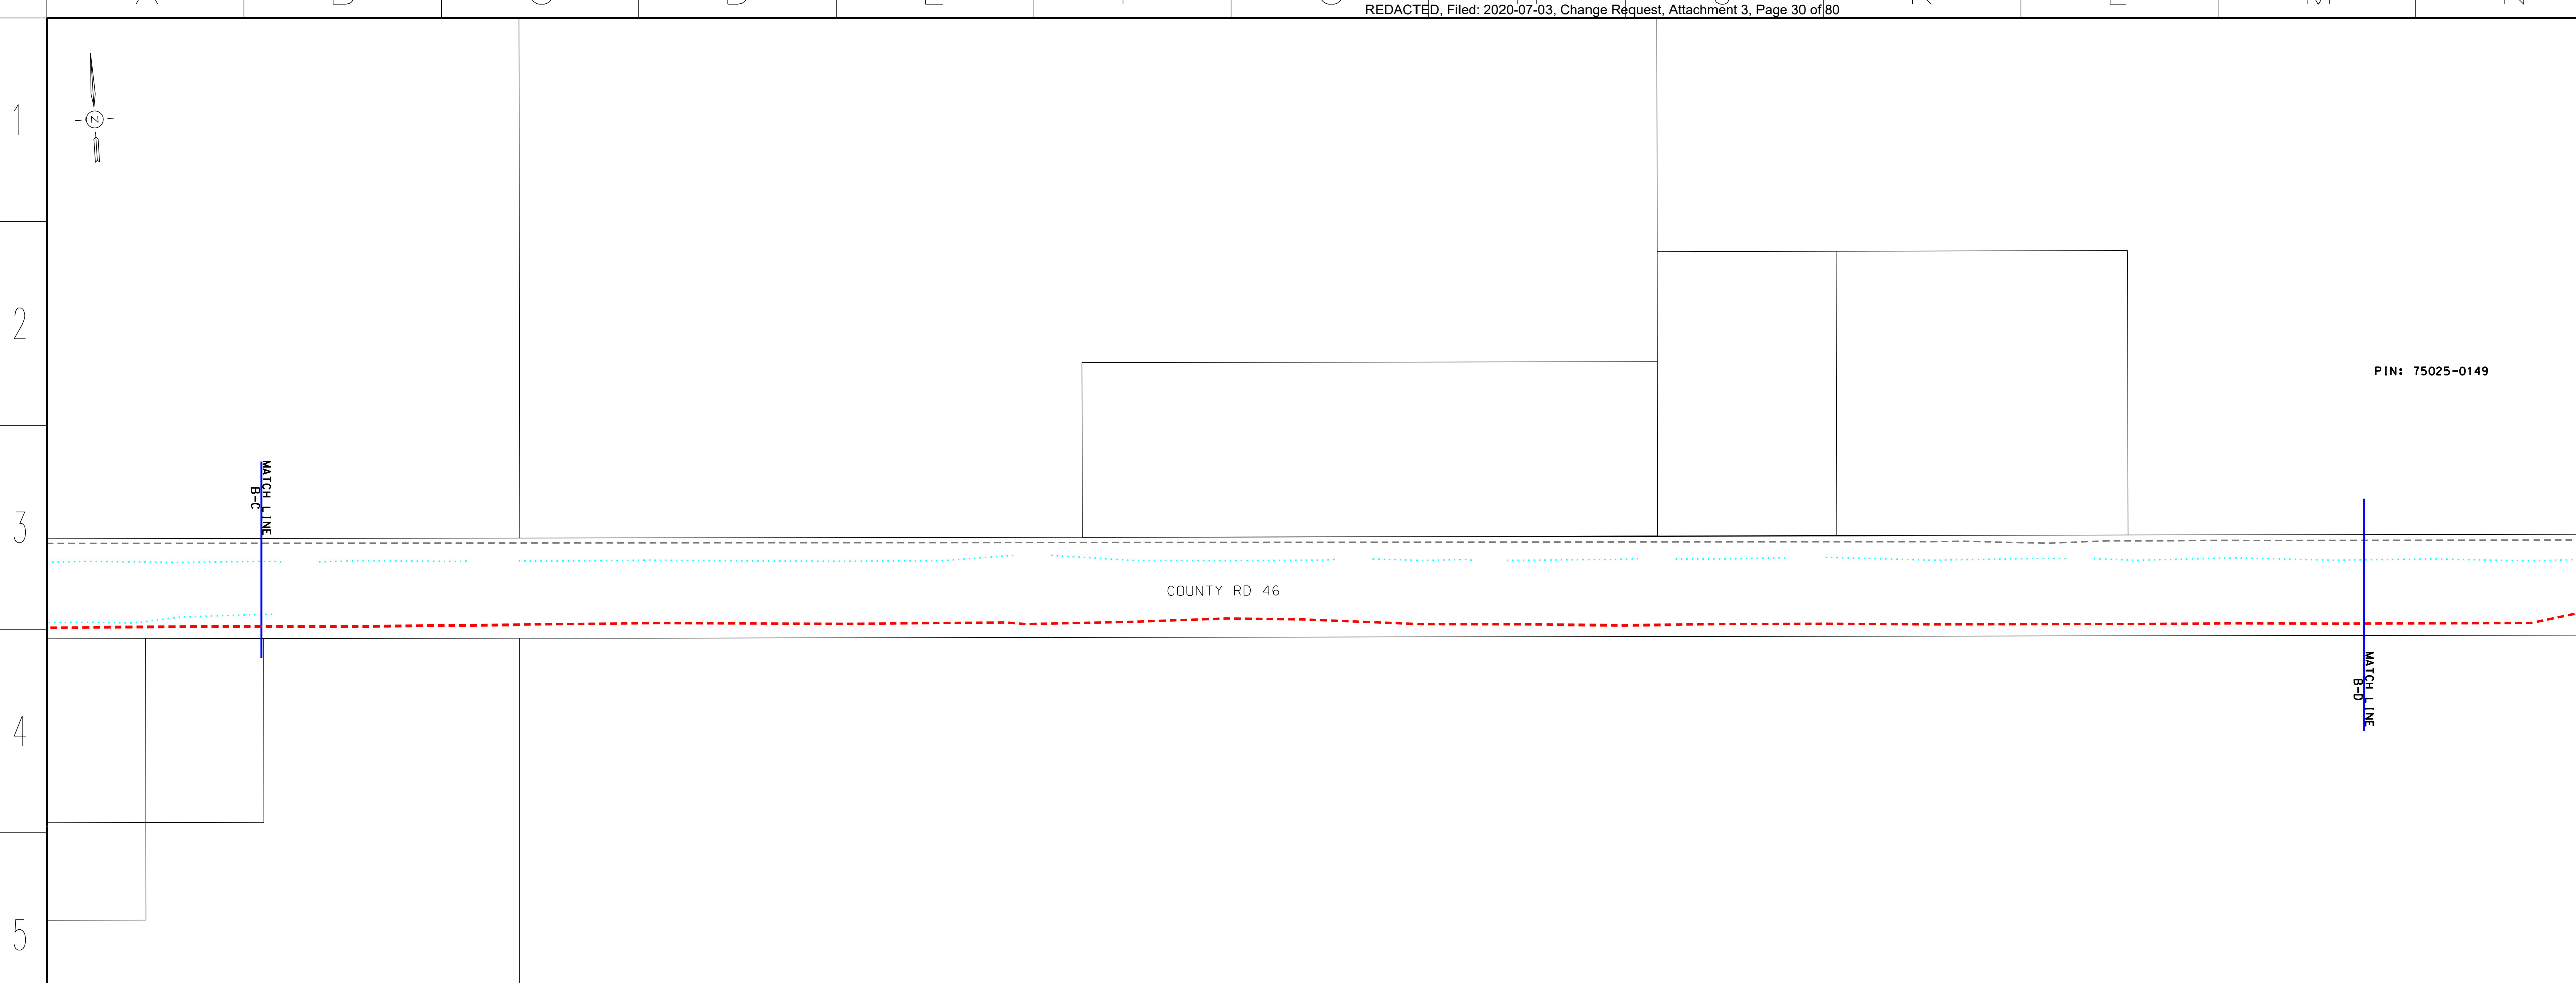 REDACTED, Filed: 2020-07-03, Change Request, Attachment 3, Page 30 of 80
1
N
2
PIN: 75025-0149
MATCH LINE
B-C
3
COUNTY RD 46
MATCH LINE
B-D
4
5